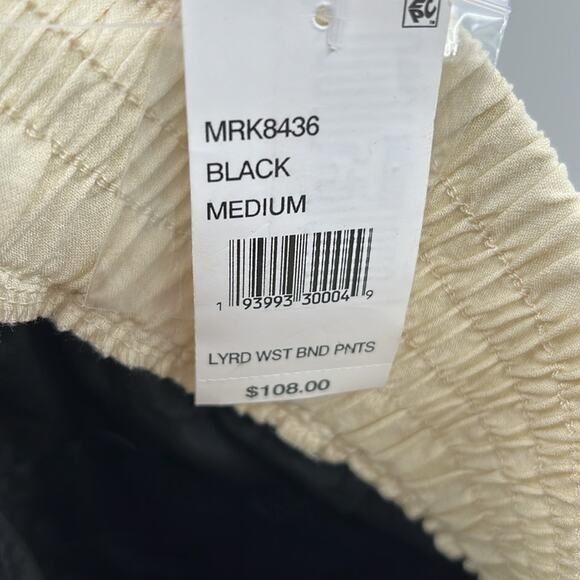 MRK8436
BLACK
MEDIUM
1 93993 30004 9
LYRD WST BND PNTS
$108.00